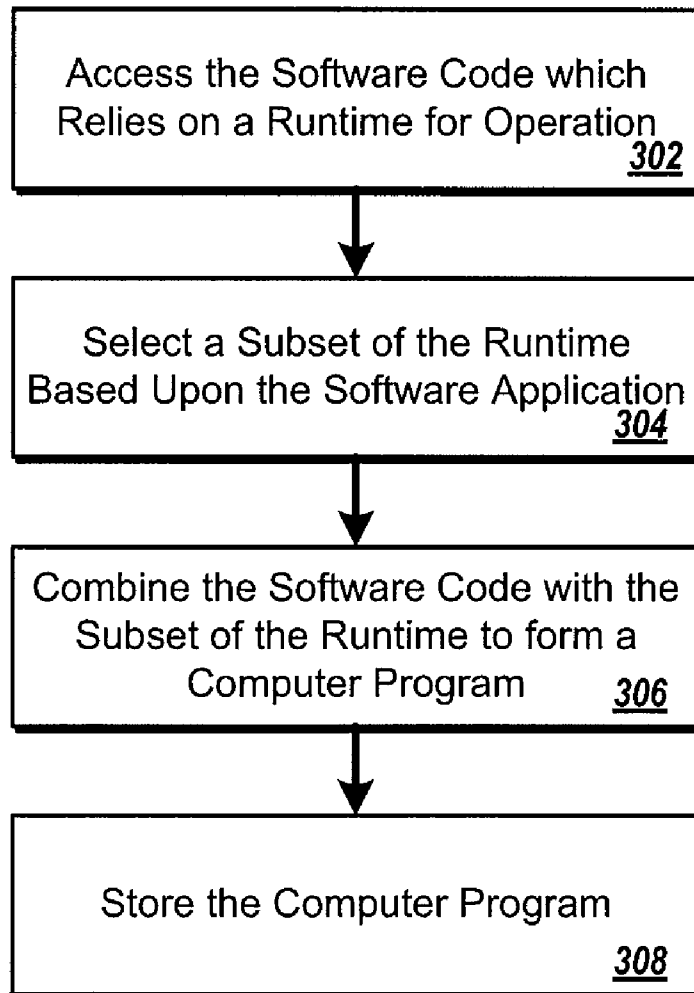 Access the Software Code which
Relies on a Runtime for Operation
302
Select a Subset of the Runtime
Based Upon the Software Application
304
Combine the Software Code with the
Subset of the Runtime to form a
Computer Program
306
Store the Computer Program
308